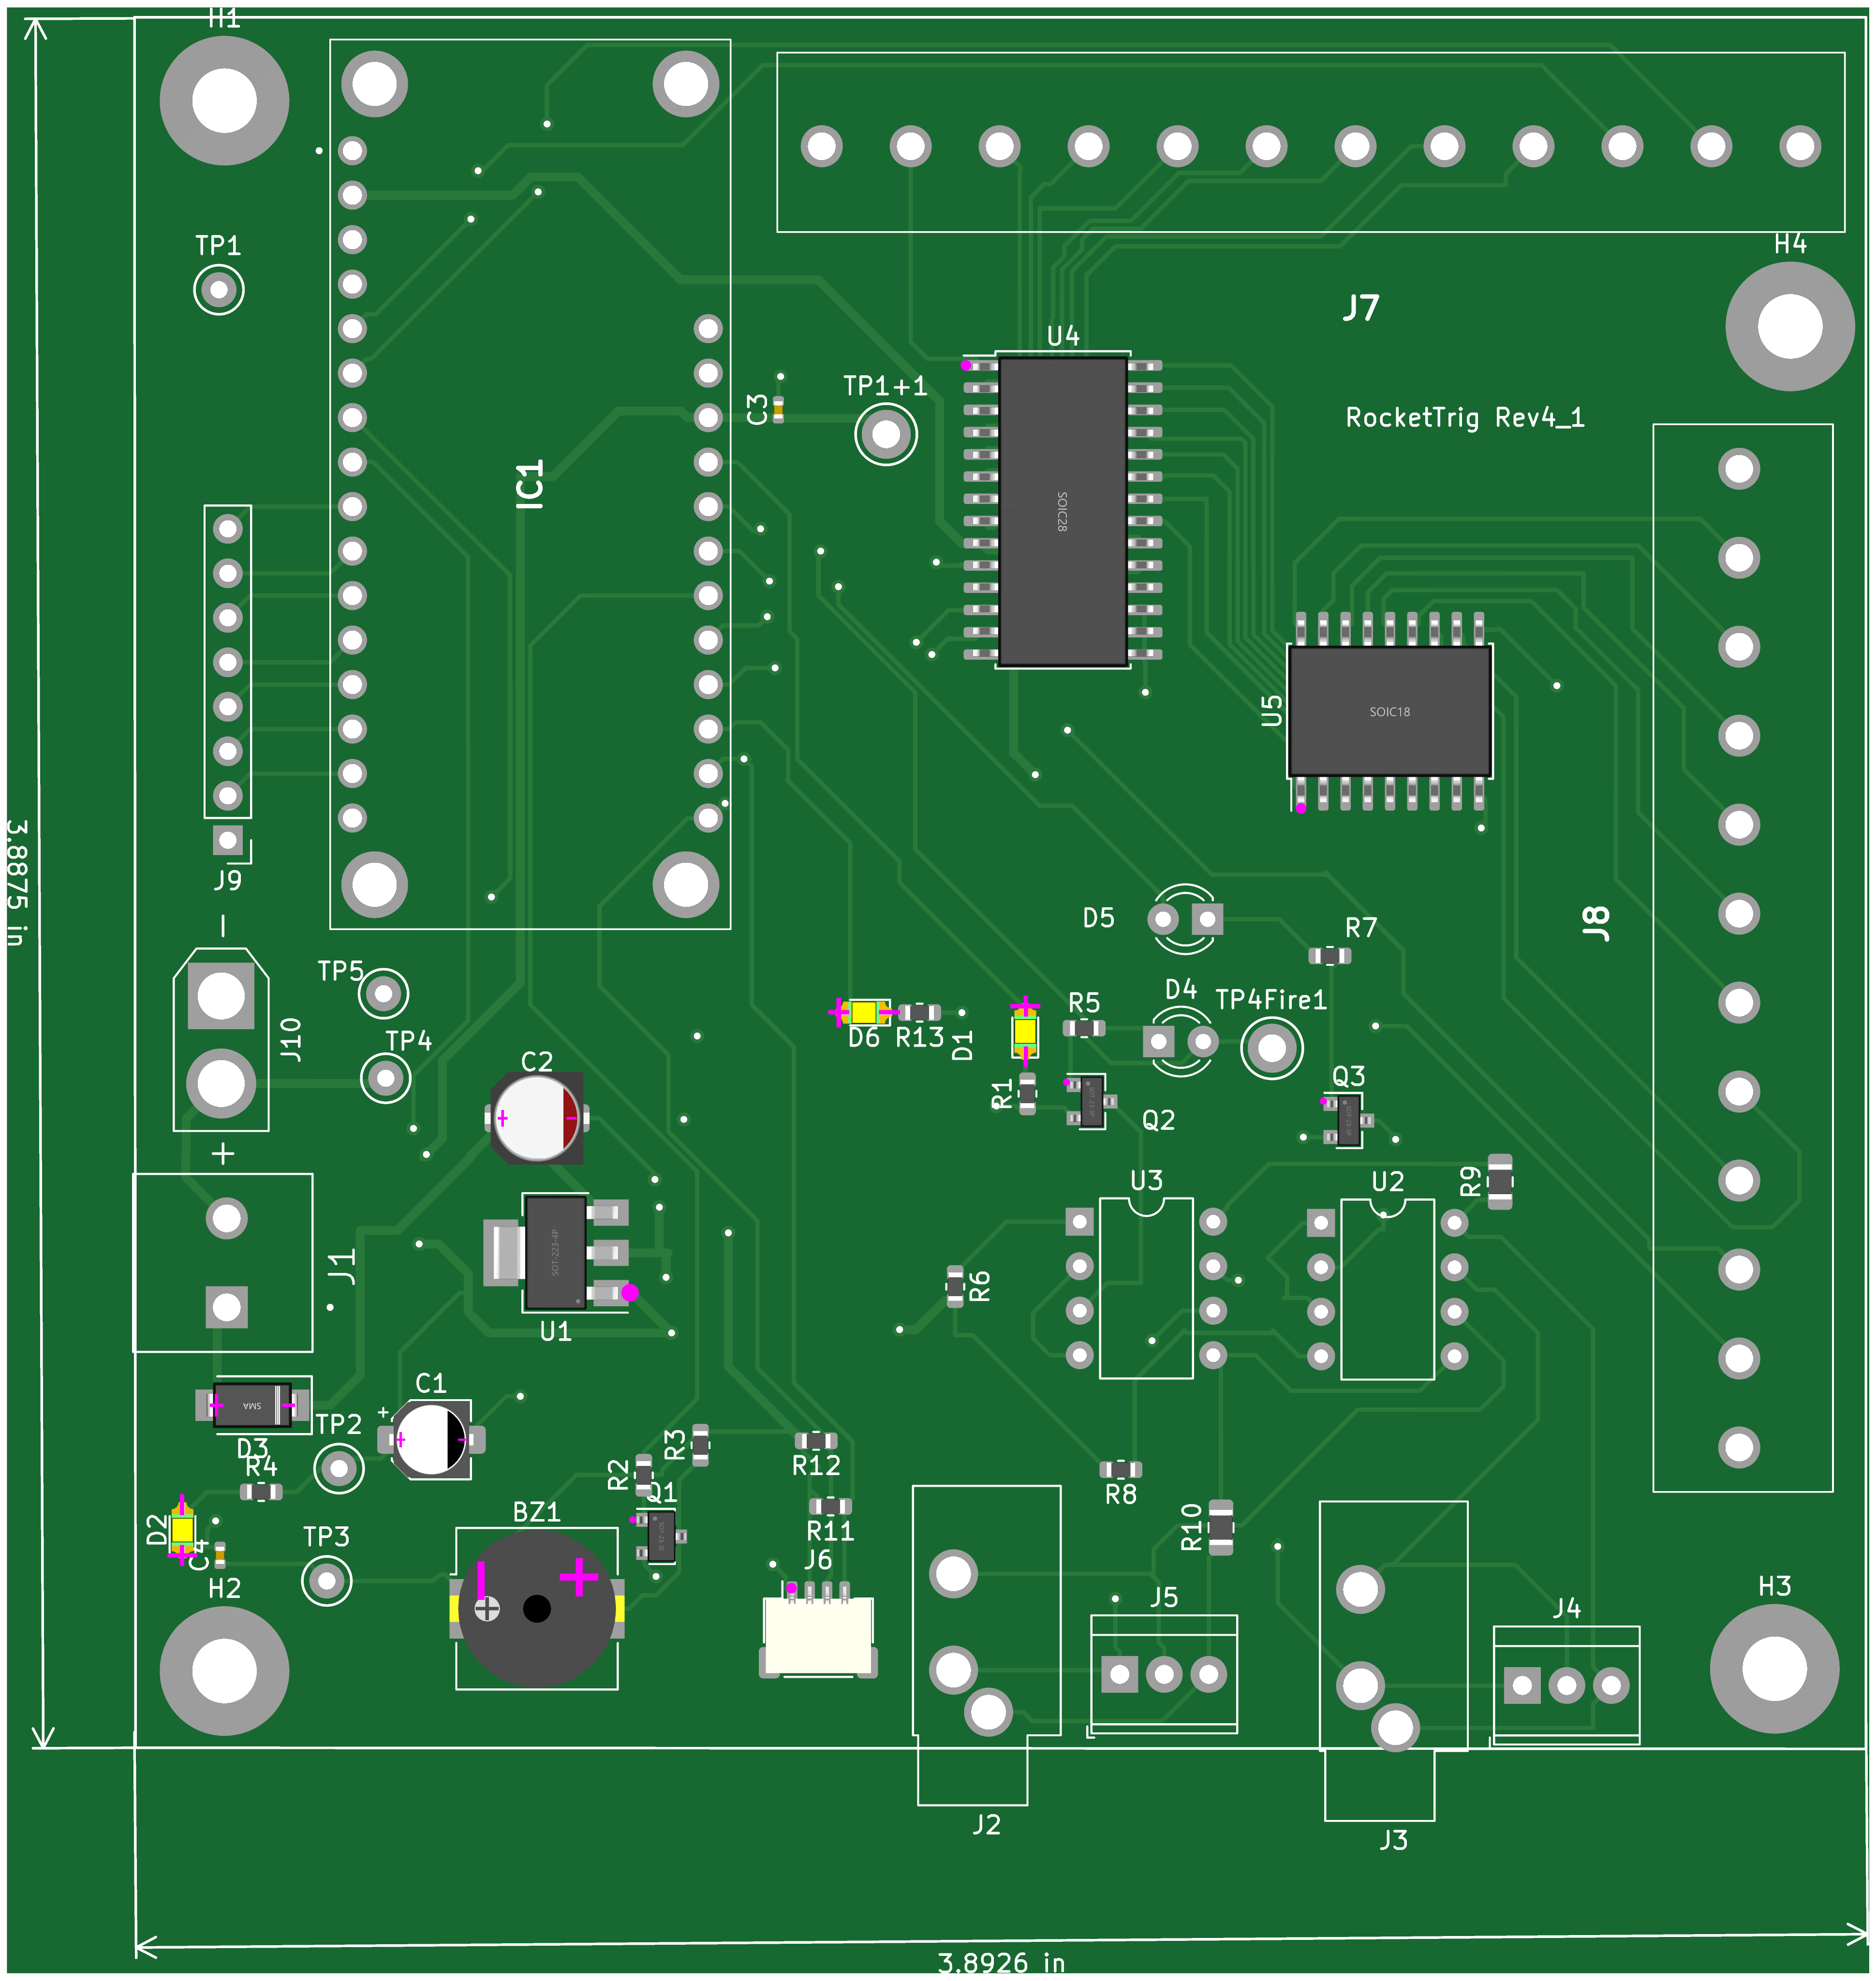 H1
TP1
H4
J7
U4
TP1+1
C3
RocketTrig Rev4_1
IC1
SOIC28
U5
SOIC18
J9
−
D5
R7
J8
TP5
TP4
J10
C2
D6
R13
D1
R5
D4
TP4Fire1
R1
Q2
Q3
+
U3
U2
R9
J1
SOT-223-4P
U1
R6
SMA
D3
C1
+
TP2
R4
R3
R2
Q1
R12
R8
R11
R10
D2
C4
TP3
BZ1
J6
H2
J5
J4
H3
J2
J3
3.8875 in
3.8926 in